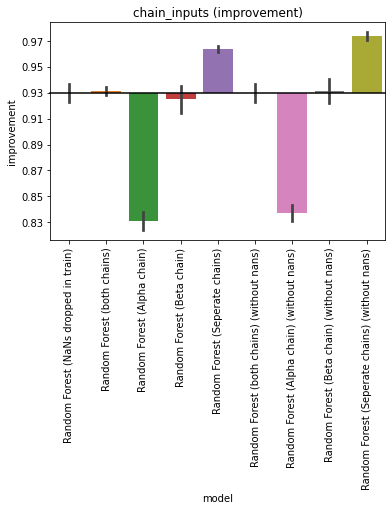 chain_inputs (improvement)
improvement
0.97
0.95
0.93
0.91
0.89
0.87
0.85
0.83
Random Forest (NaNs dropped in train)
Random Forest (both chains)
Random Forest (Alpha chain)
Random Forest (Beta chain)
Random Forest (Seperate chains)
Random Forest (both chains) (without nans)
Random Forest (Alpha chain) (without nans)
Random Forest (Beta chain) (without nans)
Random Forest (Seperate chains) (without nans)
model